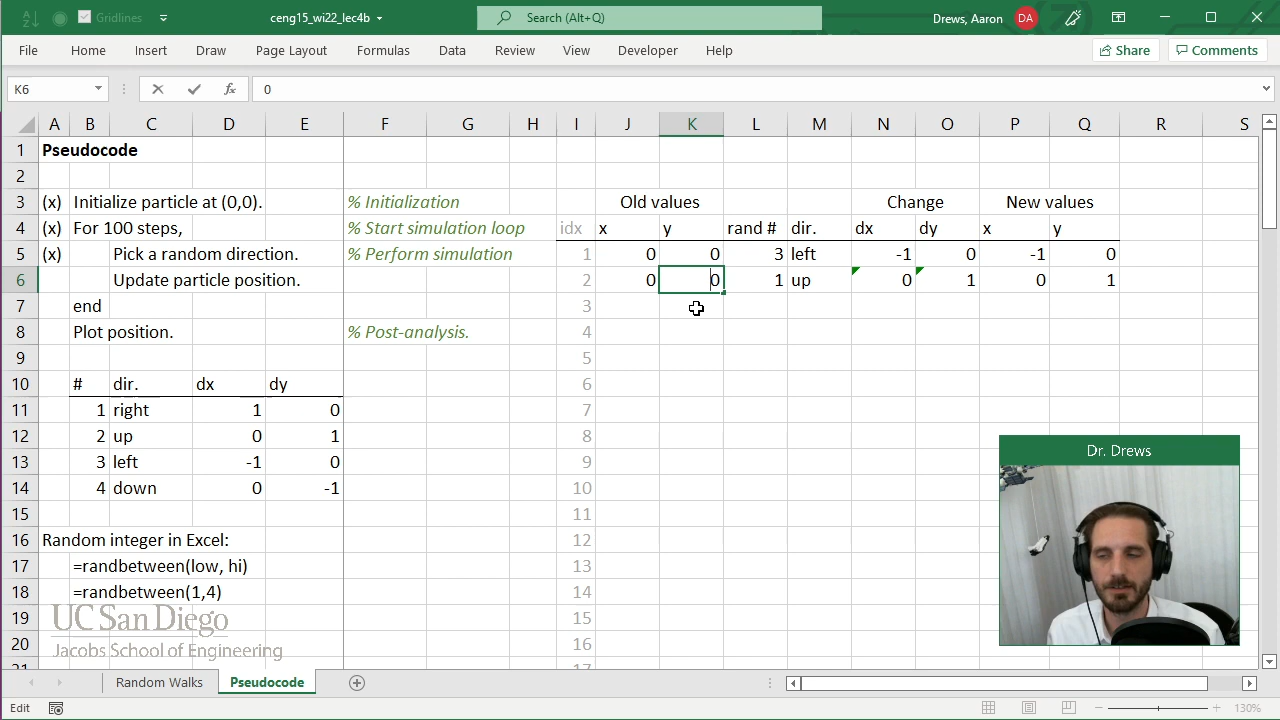 Gridlines ceng15_wi22_lec4b Search (Alt+Q) Drews, Aaron DA
File Home Insert Draw Page Layout Formulas Data Review View Developer Help Share Comments
K6 fx 0
A B C D E F G H I J K L M N O P Q R S
1 Pseudocode
2
3 (x) Initialize particle at (0,0). % Initialization Old values Change New values
4 (x) For 100 steps, % Start simulation loop idx x y rand # dir. dx dy x y
5 (x) Pick a random direction. % Perform simulation 1 0 0 3 left -1 0 -1 0
6 Update particle position. 2 0 0 1 up 0 1 0 1
7 end 3
8 Plot position. % Post-analysis. 4
9 5
10 # dir. dx dy 6
11 1 right 1 0 7
12 2 up 0 1 8
13 3 left -1 0 9
14 4 down 0 -1 10
15 11
16 Random integer in Excel: 12
17 =randbetween(low, hi) 13
18 =randbetween(1,4) 14
19 15
20 16
21 17
Dr. Drews
UC San Diego
Jacobs School of Engineering
Random Walks Pseudocode
Edit 130%